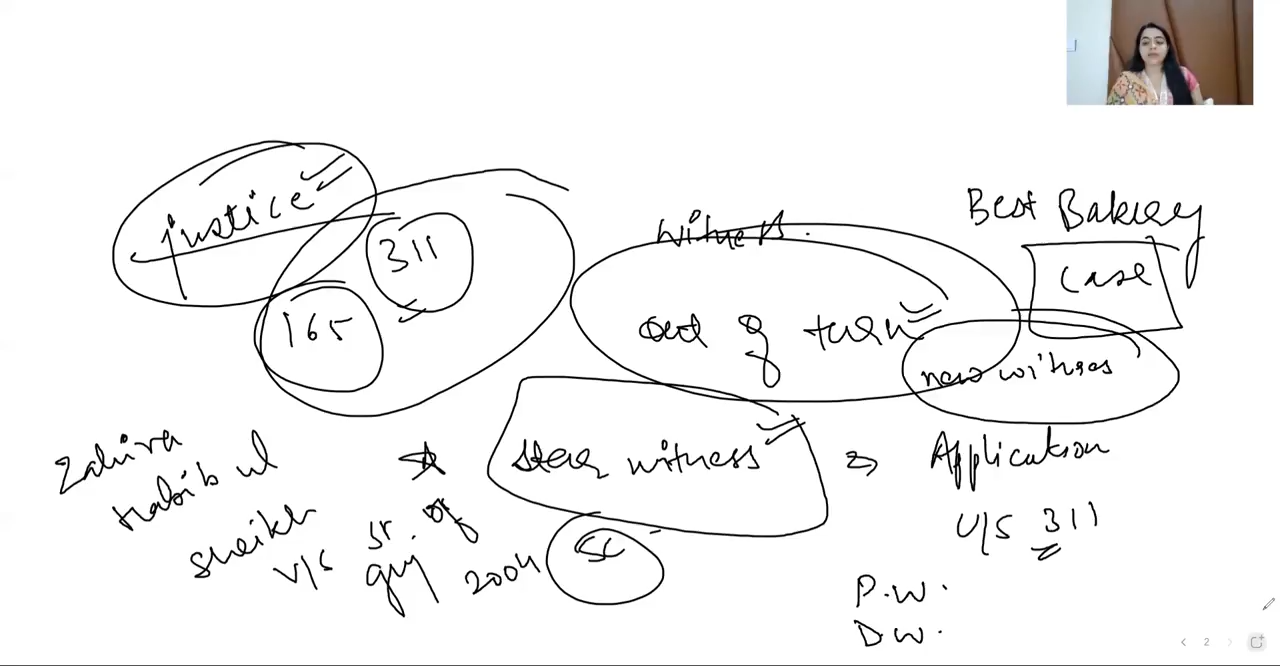 justice
311
165
witness.
out of turn
Best Bakery
case
new witness
Zahira
Habib ul
Sheikh
v/s st. of
guj. 2004
star witness
SC
⇒ Application
U/S 311
P.W.
D.W.
2